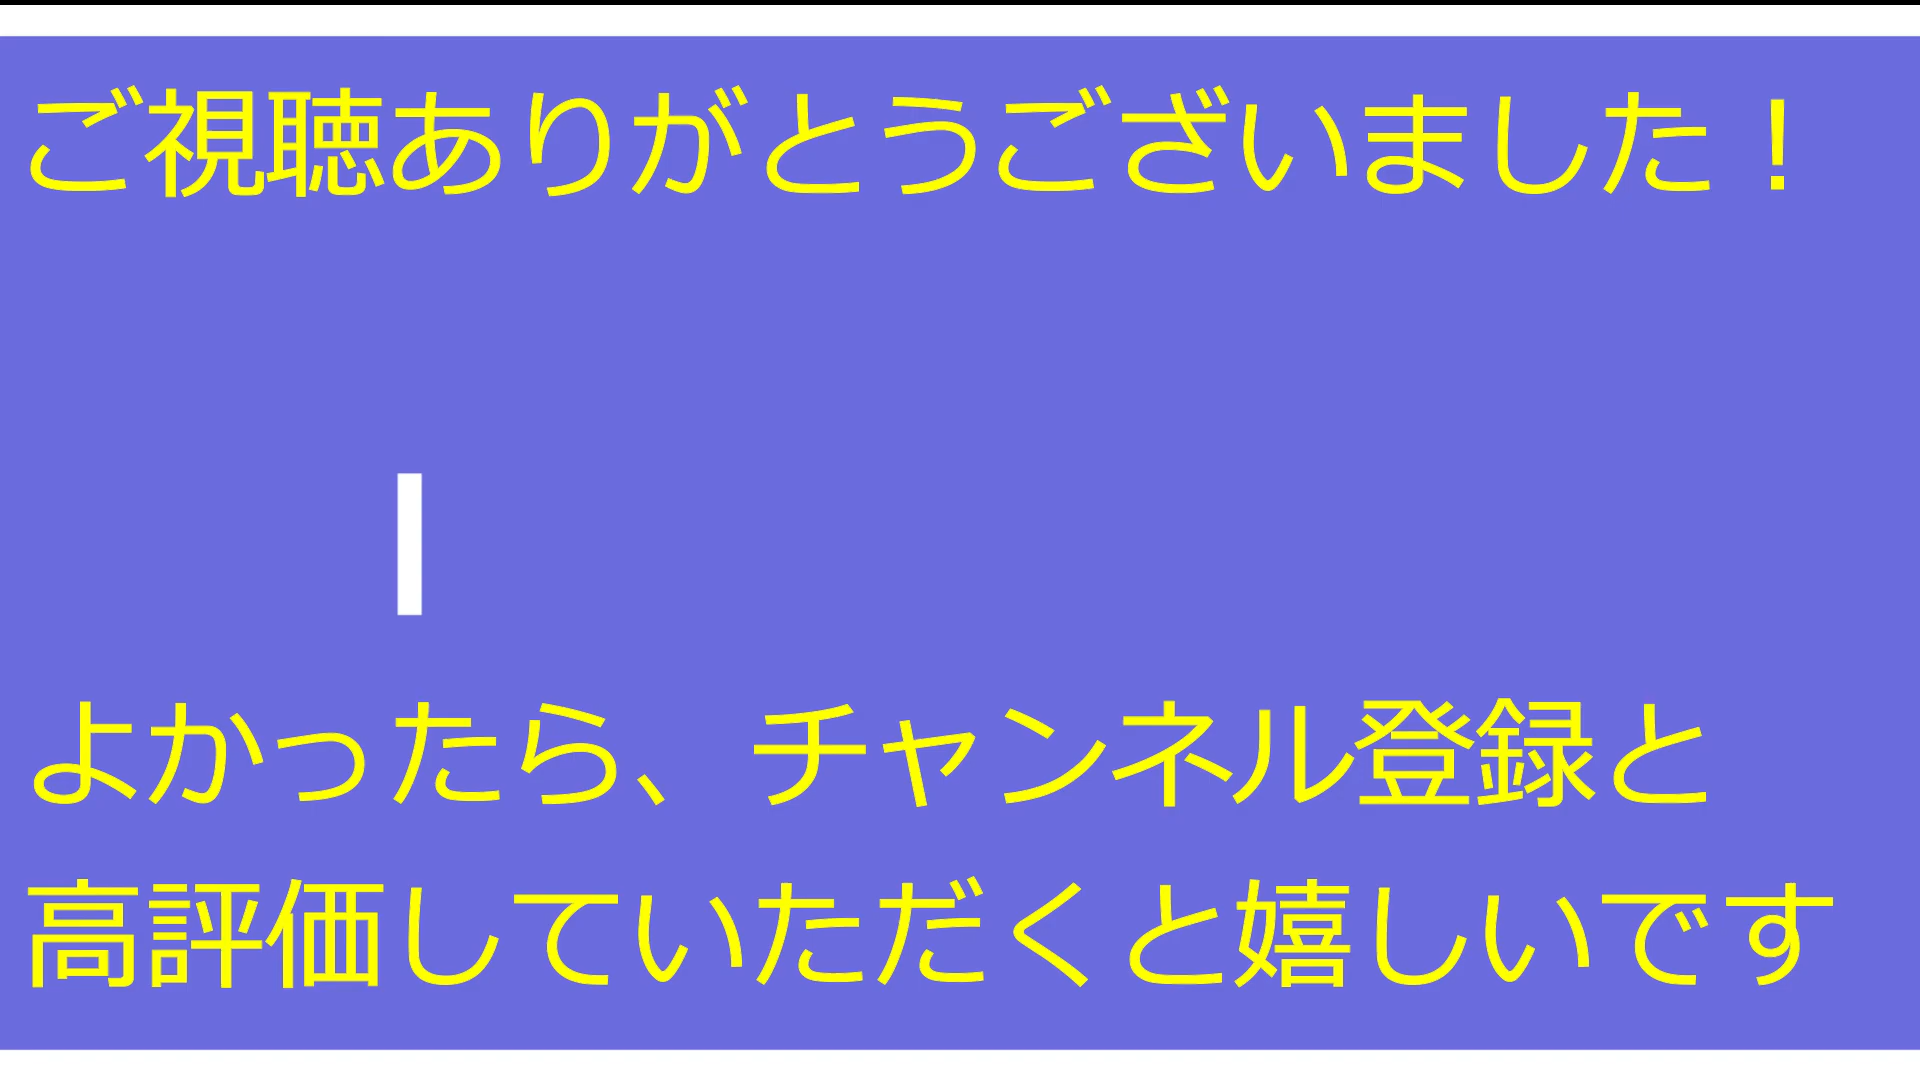 ご視聴ありがとうございました！
よかったら、チャンネル登録と
高評価していただくと嬉しいです